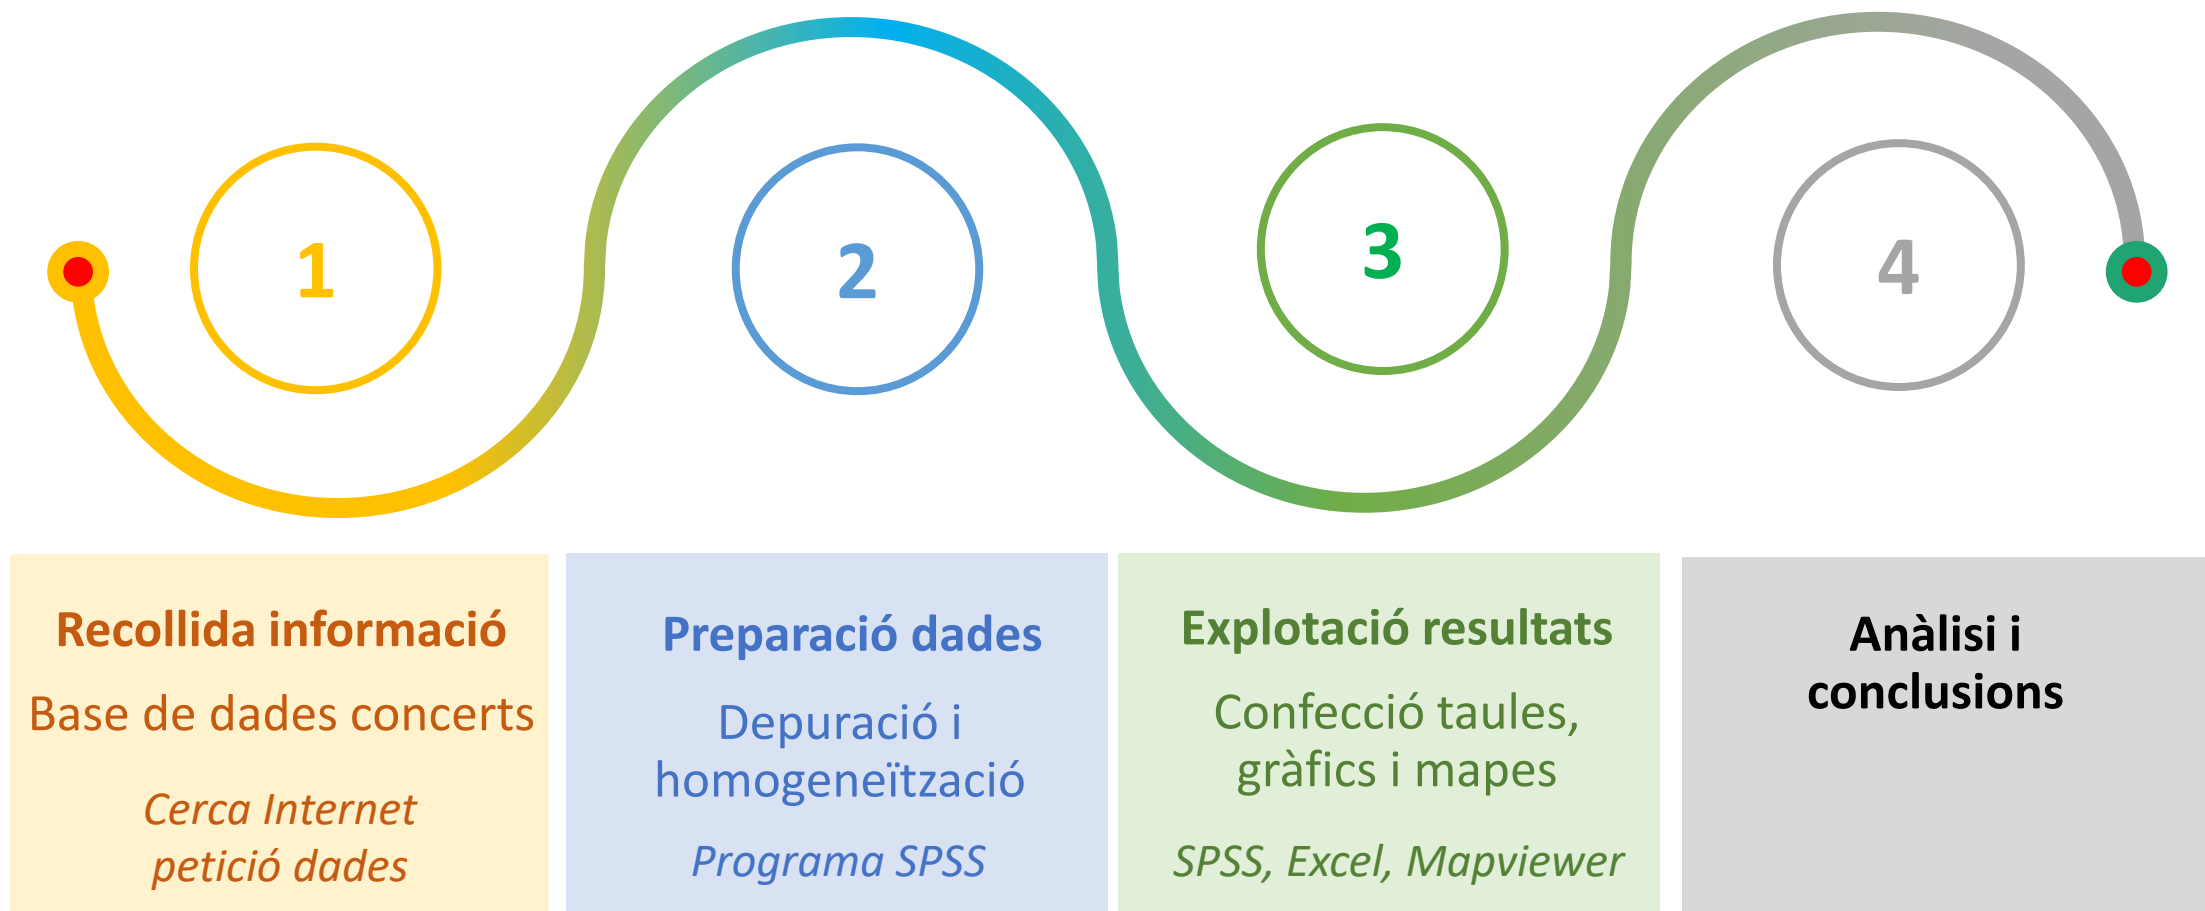 1
2
3
4
Recollida informació
Base de dades concerts
Cerca Internet
petició dades
Preparació dades
Depuració i
homogeneïtzació
Programa SPSS
Explotació resultats
Confecció taules,
gràfics i mapes
SPSS, Excel, Mapviewer
Anàlisi i
conclusions